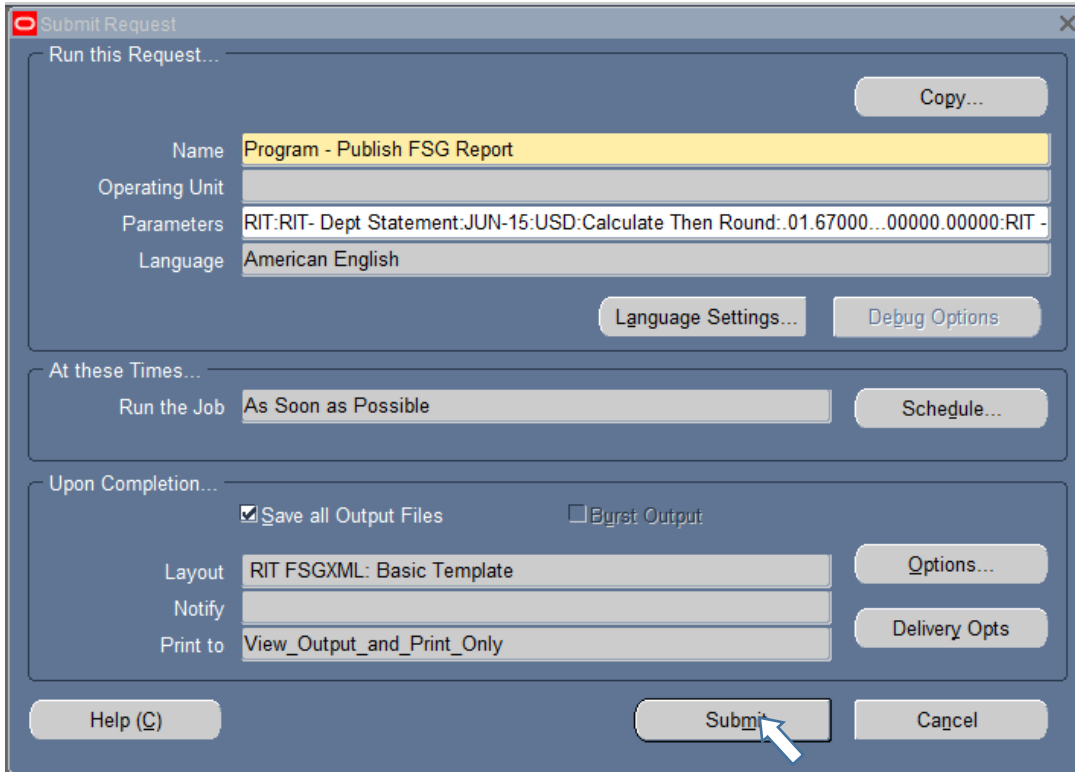 Submit Request
Run this Request...
Copy...
Name Program - Publish FSG Report
Operating Unit
Parameters RIT:RIT- Dept Statement:JUN-15:USD:Calculate Then Round:.01.67000...00000.00000:RIT -
Language American English
Language Settings... Debug Options
At these Times...
Run the Job As Soon as Possible Schedule...
Upon Completion...
Save all Output Files Burst Output
Layout RIT FSGXML: Basic Template Options...
Notify
Delivery Opts
Print to View_Output_and_Print_Only
Help (C) Submit Cancel